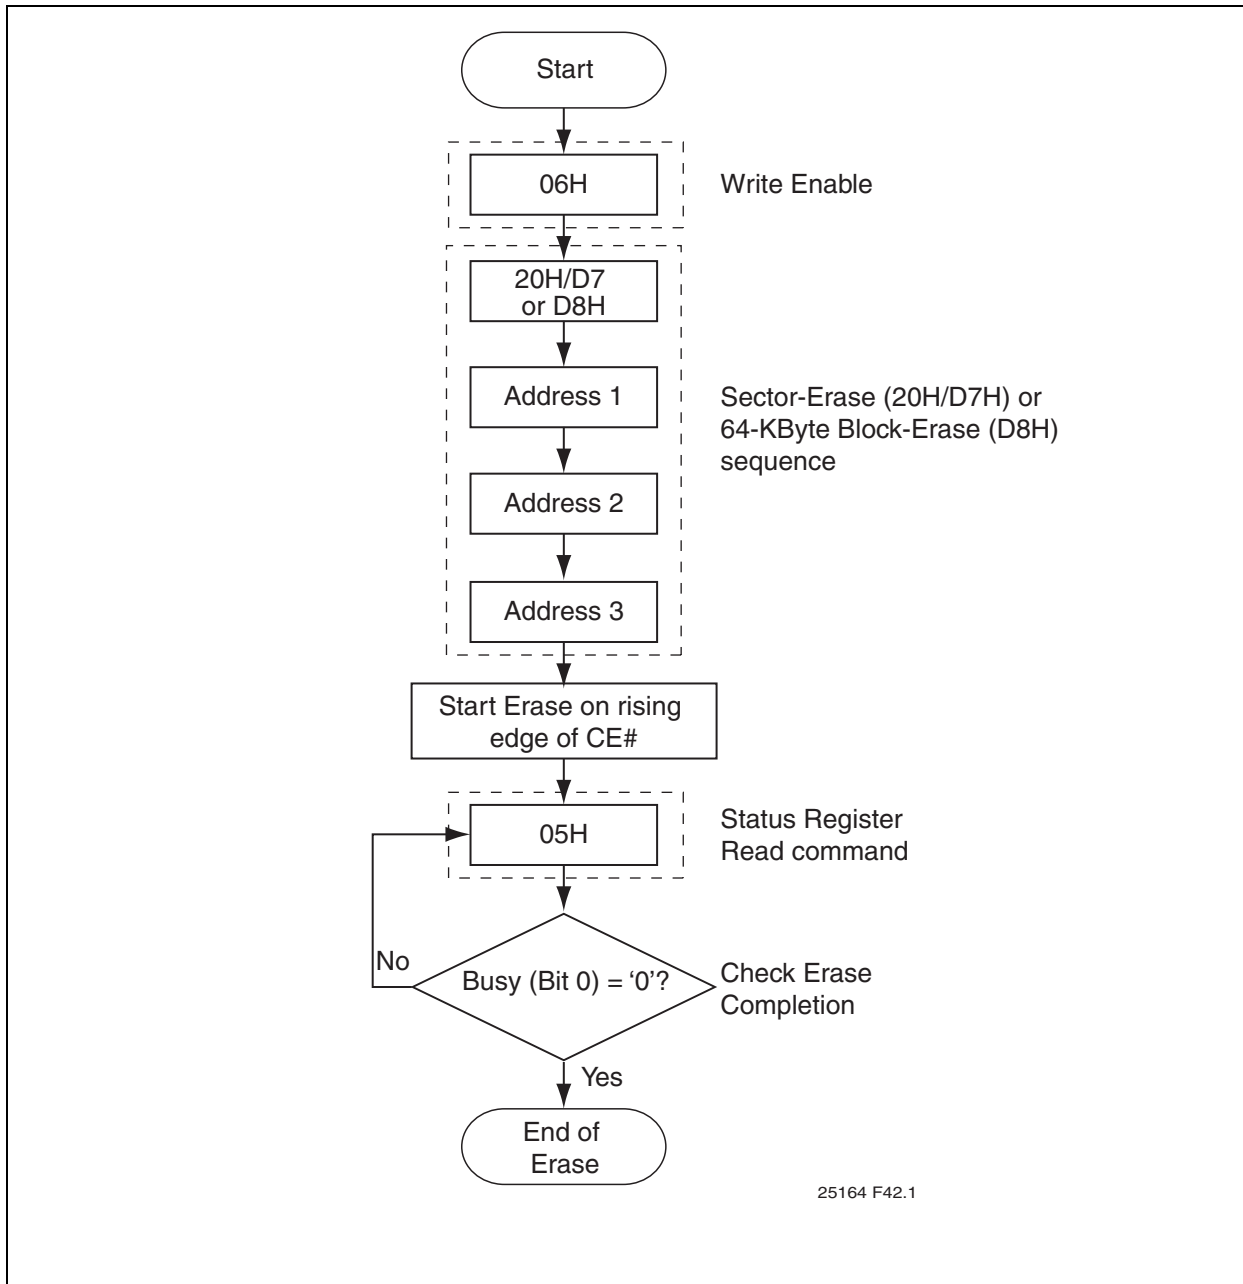 Start
06H
Write Enable
20H/D7
or D8H
Address 1
Sector-Erase (20H/D7H) or
64-KByte Block-Erase (D8H)
sequence
Address 2
Address 3
Start Erase on rising
edge of CE#
05H
Status Register
Read command
No
Busy (Bit 0) = ‘0’?
Check Erase
Completion
Yes
End of
Erase
25164 F42.1